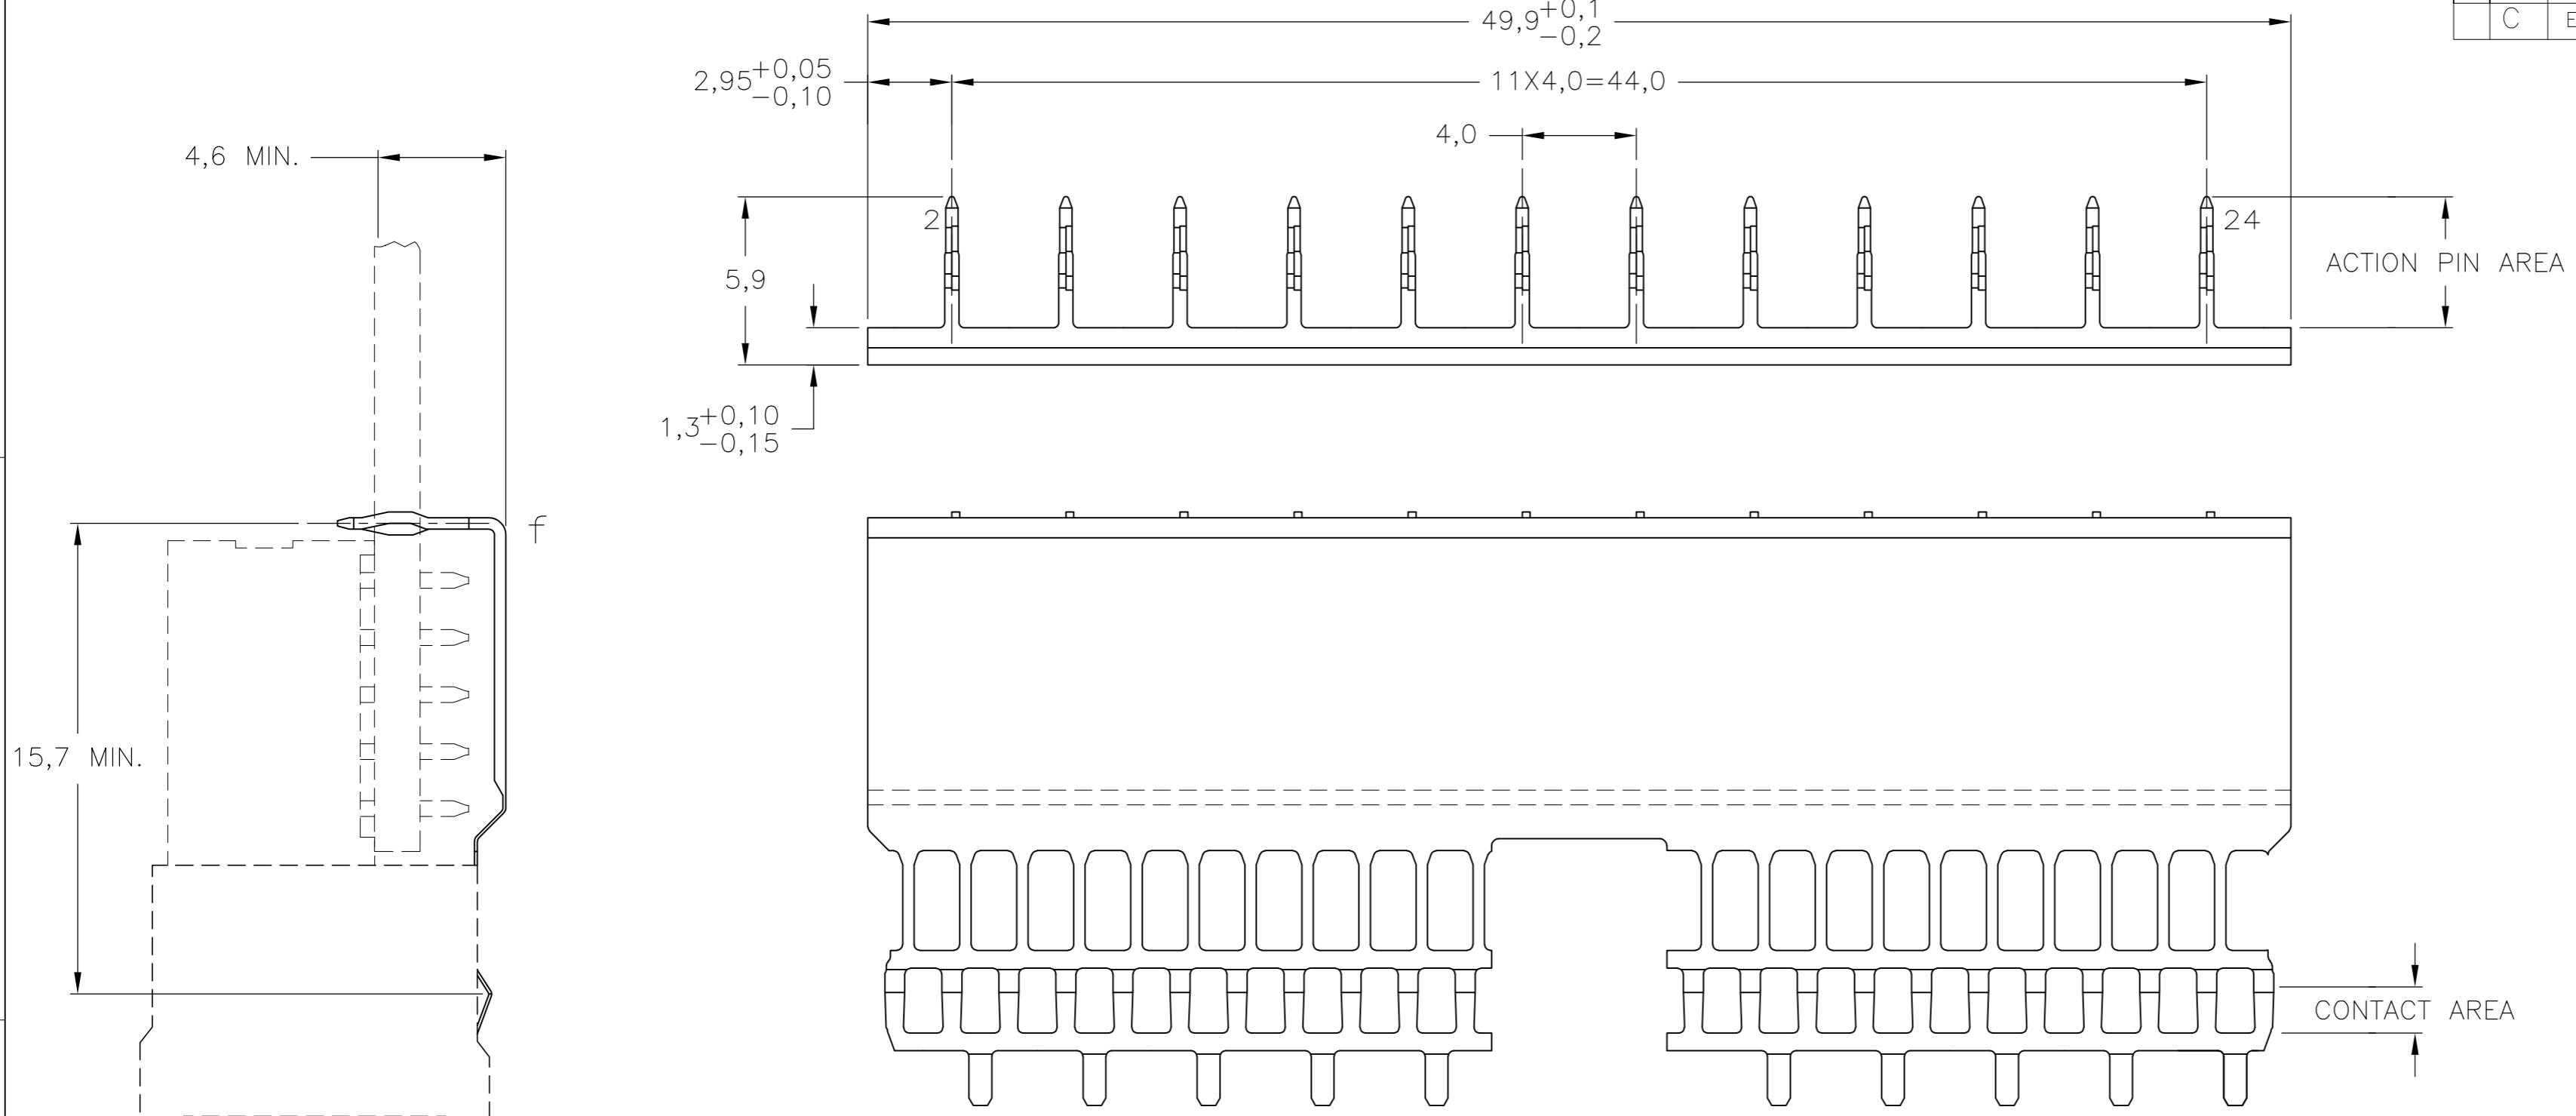 49,9+0,1
-0,2
C
2,95+0,05
-0,10
11X4,0=44,0
4,0
4,6 MIN.
2
24
5,9
ACTION PIN AREA
1,3+0,10
-0,15
f
15,7 MIN.
CONTACT AREA